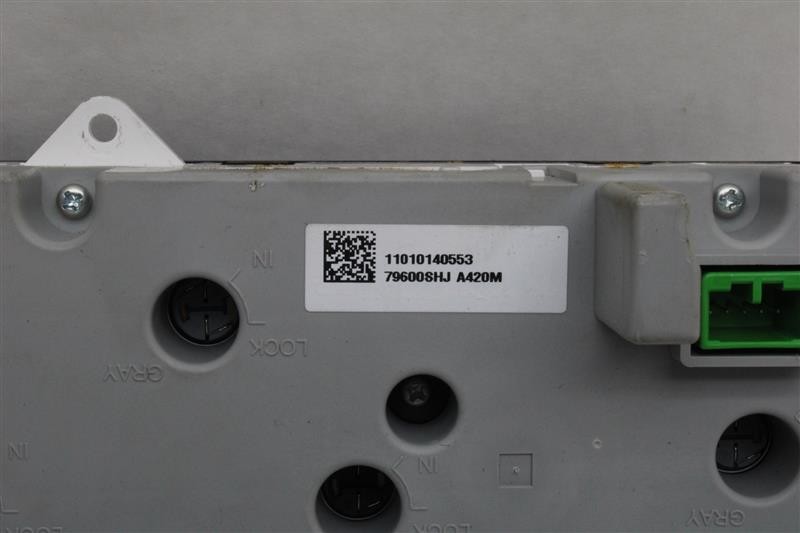 11010140553
79600SHJ A420M
IN
LOCK
GRAY
IN
IN
GRAY
LOCK